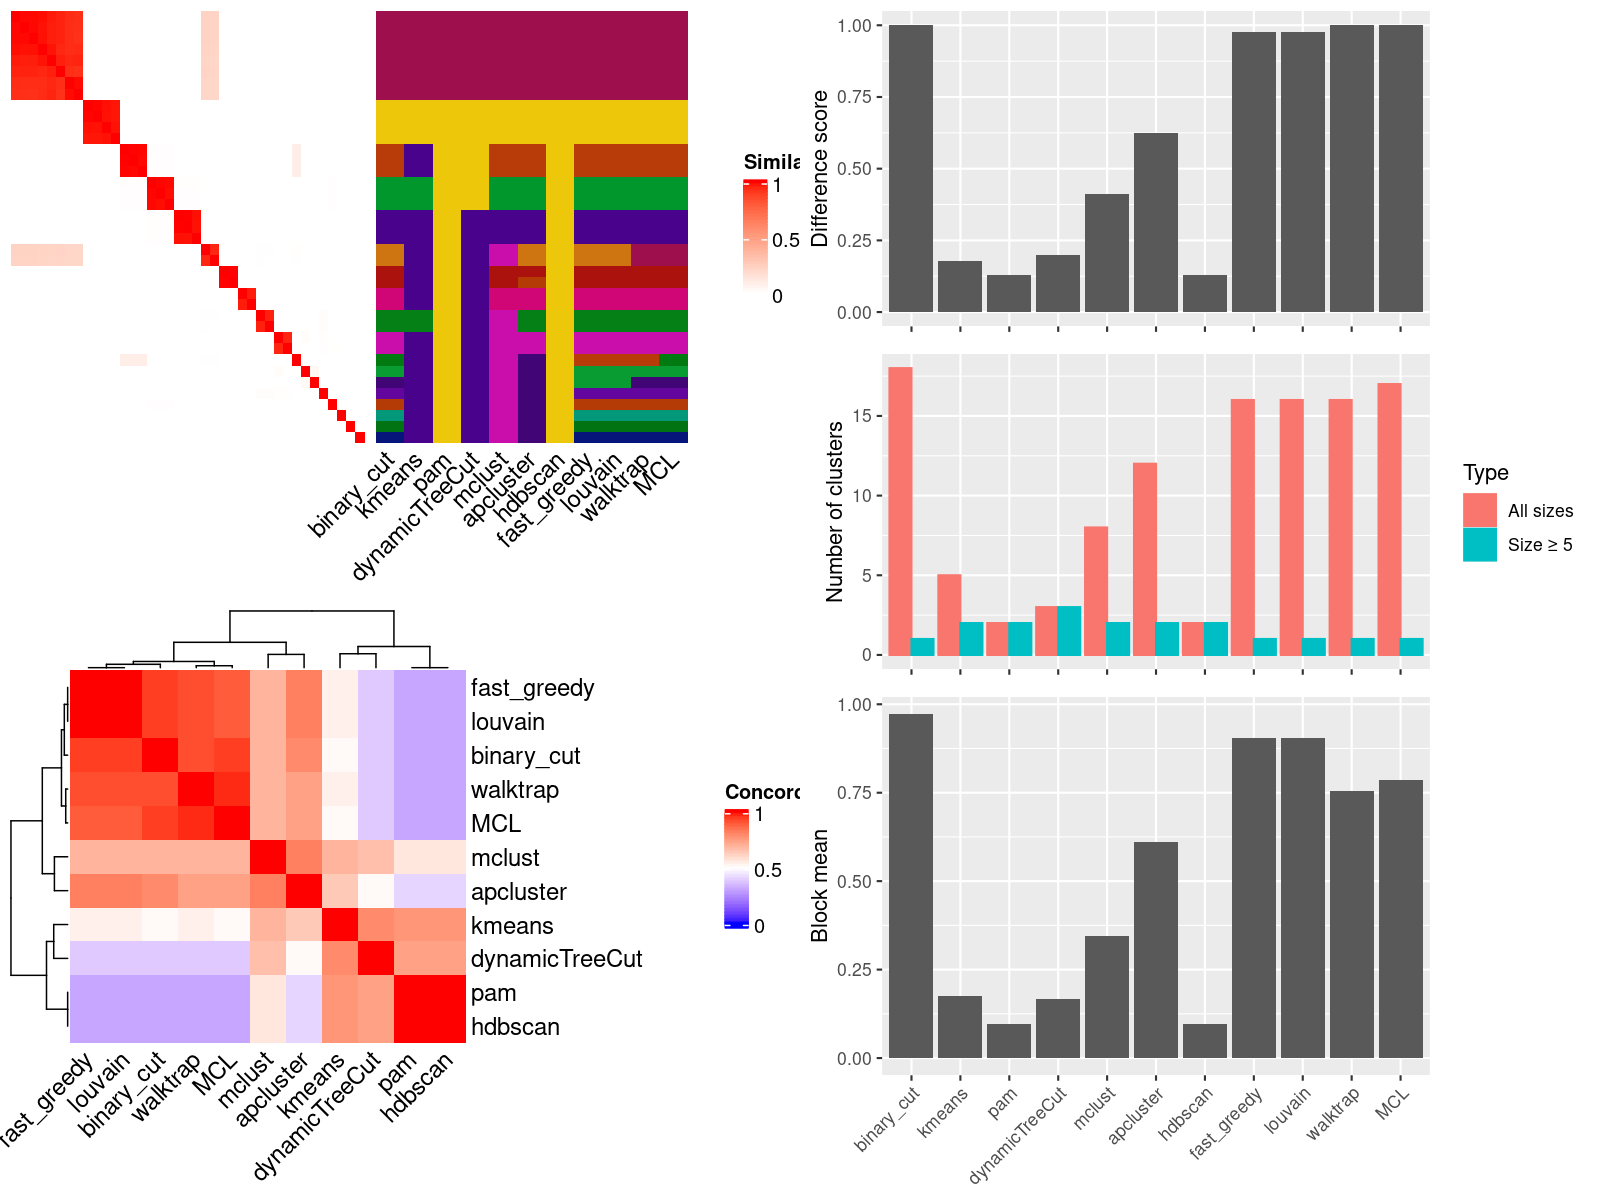 Simila
1
0.5
0
binary_cut
kmeans
pam
dynamicTreeCut
mclust
apcluster
hdbscan
fast_greedy
louvain
walktrap
MCL
fast_greedy
louvain
binary_cut
walktrap
MCL
mclust
apcluster
kmeans
dynamicTreeCut
pam
hdbscan
Concord
1
0.5
0
fast_greedy
louvain
binary_cut
walktrap
MCL
mclust
apcluster
kmeans
dynamicTreeCut
pam
hdbscan
Difference score
1.00
0.75
0.50
0.25
0.00
Number of clusters
15
10
5
0
Type
All sizes
Size ≥ 5
Block mean
1.00
0.75
0.50
0.25
0.00
binary_cut
kmeans
pam
dynamicTreeCut
mclust
apcluster
hdbscan
fast_greedy
louvain
walktrap
MCL